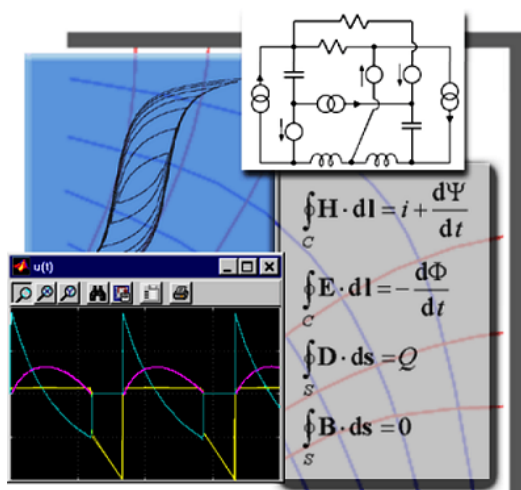 ∮_C H · dl = i + dΨ/dt
u(t)
∮_C E · dl = −dΦ/dt
∮_S D · ds = Q
∮_S B · ds = 0